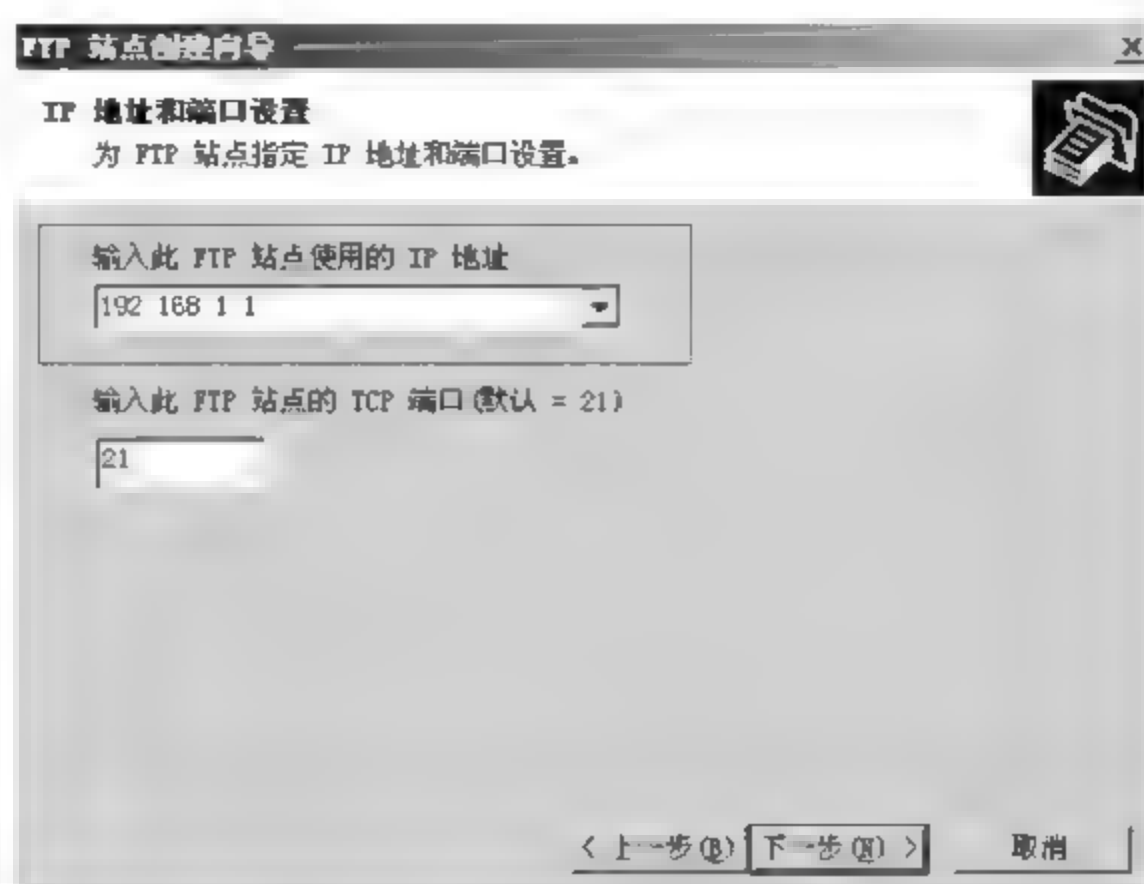 FTP 站点创建向导
IP 地址和端口设置
为 FTP 站点指定 IP 地址和端口设置。
输入此 FTP 站点使用的 IP 地址
192 168 1 1
输入此 FTP 站点的 TCP 端口(默认 = 21)
21
< 上一步(B) 下一步(N) > 取消